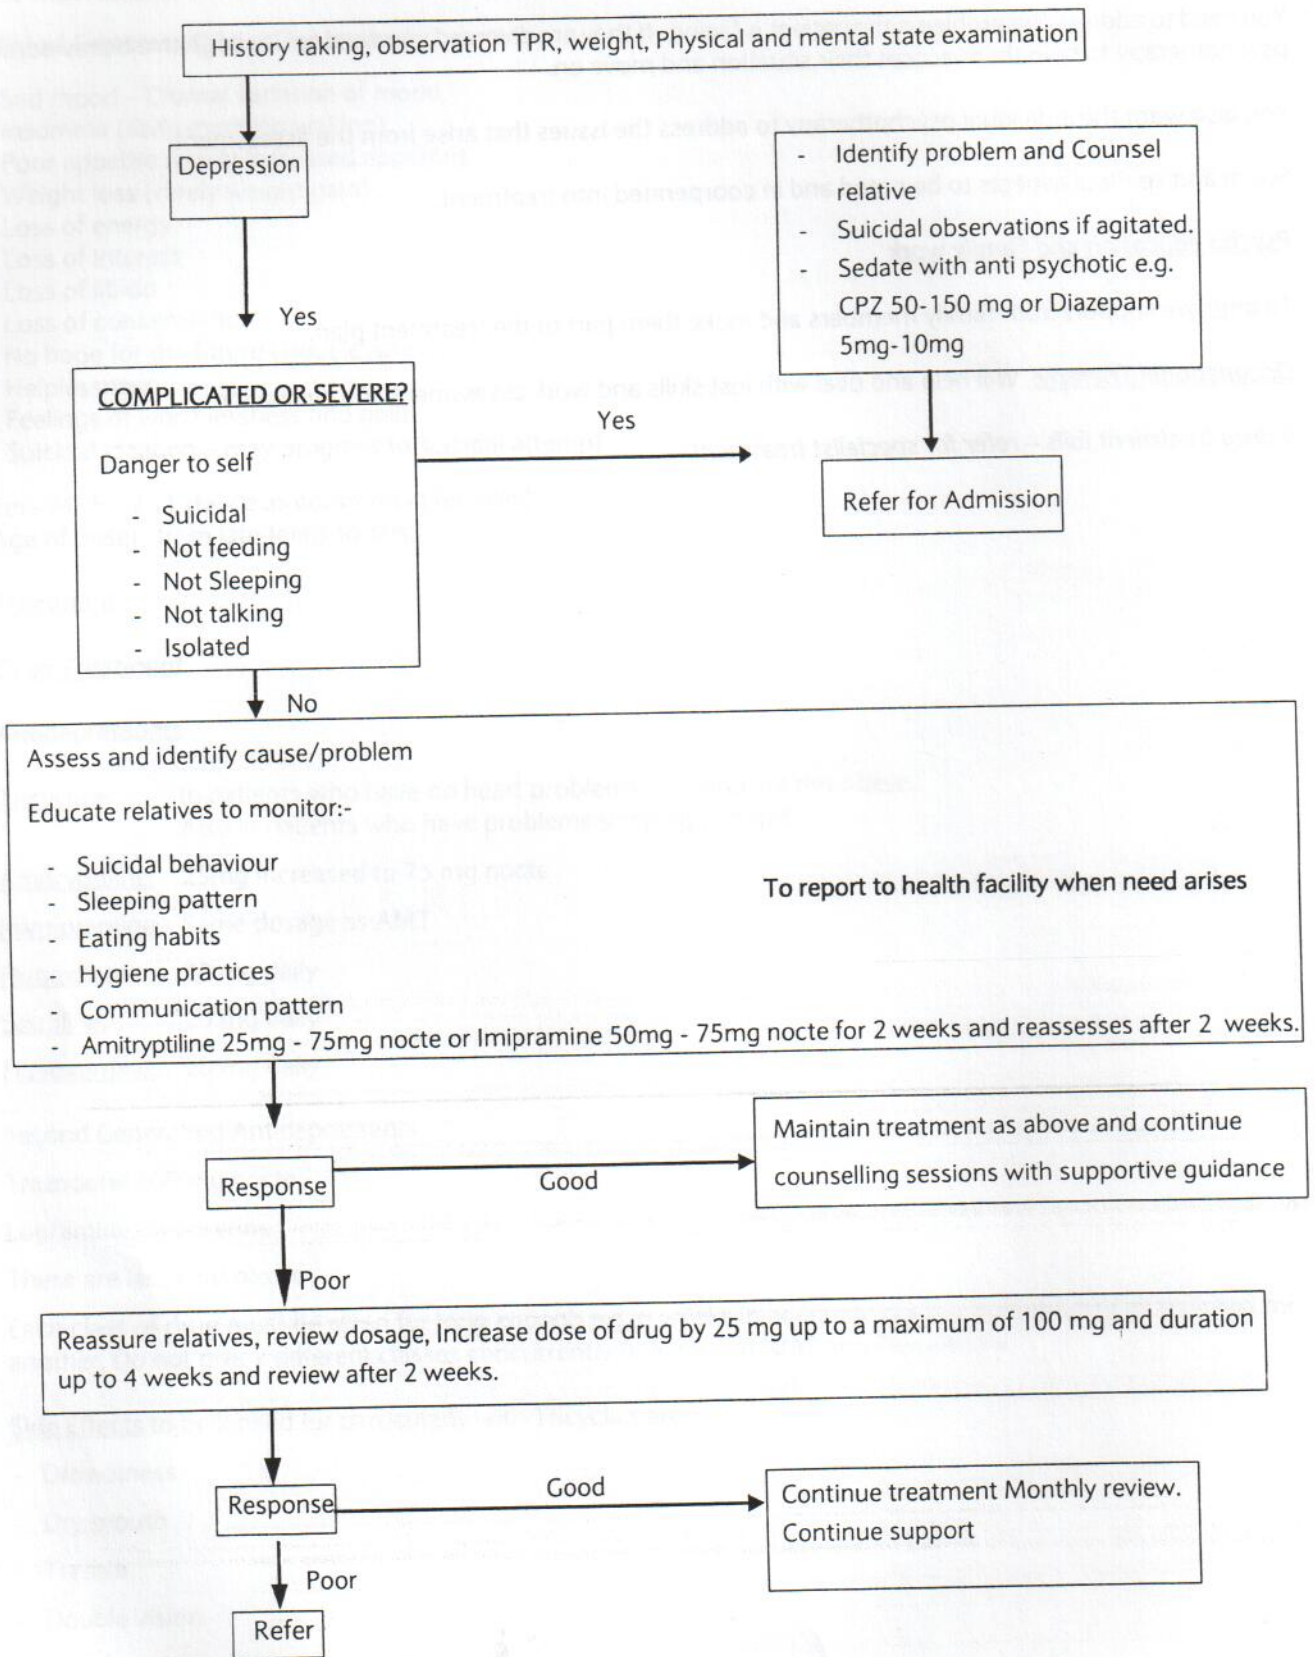 History taking, observation TPR, weight, Physical and mental state examination
Depression
- Identify problem and Counsel
relative
- Suicidal observations if agitated.
- Sedate with anti psychotic e.g.
CPZ 50-150 mg or Diazepam
5mg-10mg
Yes
COMPLICATED OR SEVERE?
Danger to self
- Suicidal
- Not feeding
- Not Sleeping
- Not talking
- Isolated
Yes
Refer for Admission
No
Assess and identify cause/problem
Educate relatives to monitor:-
- Suicidal behaviour
- Sleeping pattern
- Eating habits
- Hygiene practices
- Communication pattern
- Amitryptiline 25mg - 75mg nocte or Imipramine 50mg - 75mg nocte for 2 weeks and reassesses after 2 weeks.
To report to health facility when need arises
Response
Good
Maintain treatment as above and continue
counselling sessions with supportive guidance
Poor
Reassure relatives, review dosage, Increase dose of drug by 25 mg up to a maximum of 100 mg and duration
up to 4 weeks and review after 2 weeks.
Response
Good
Continue treatment Monthly review.
Continue support
Poor
Refer